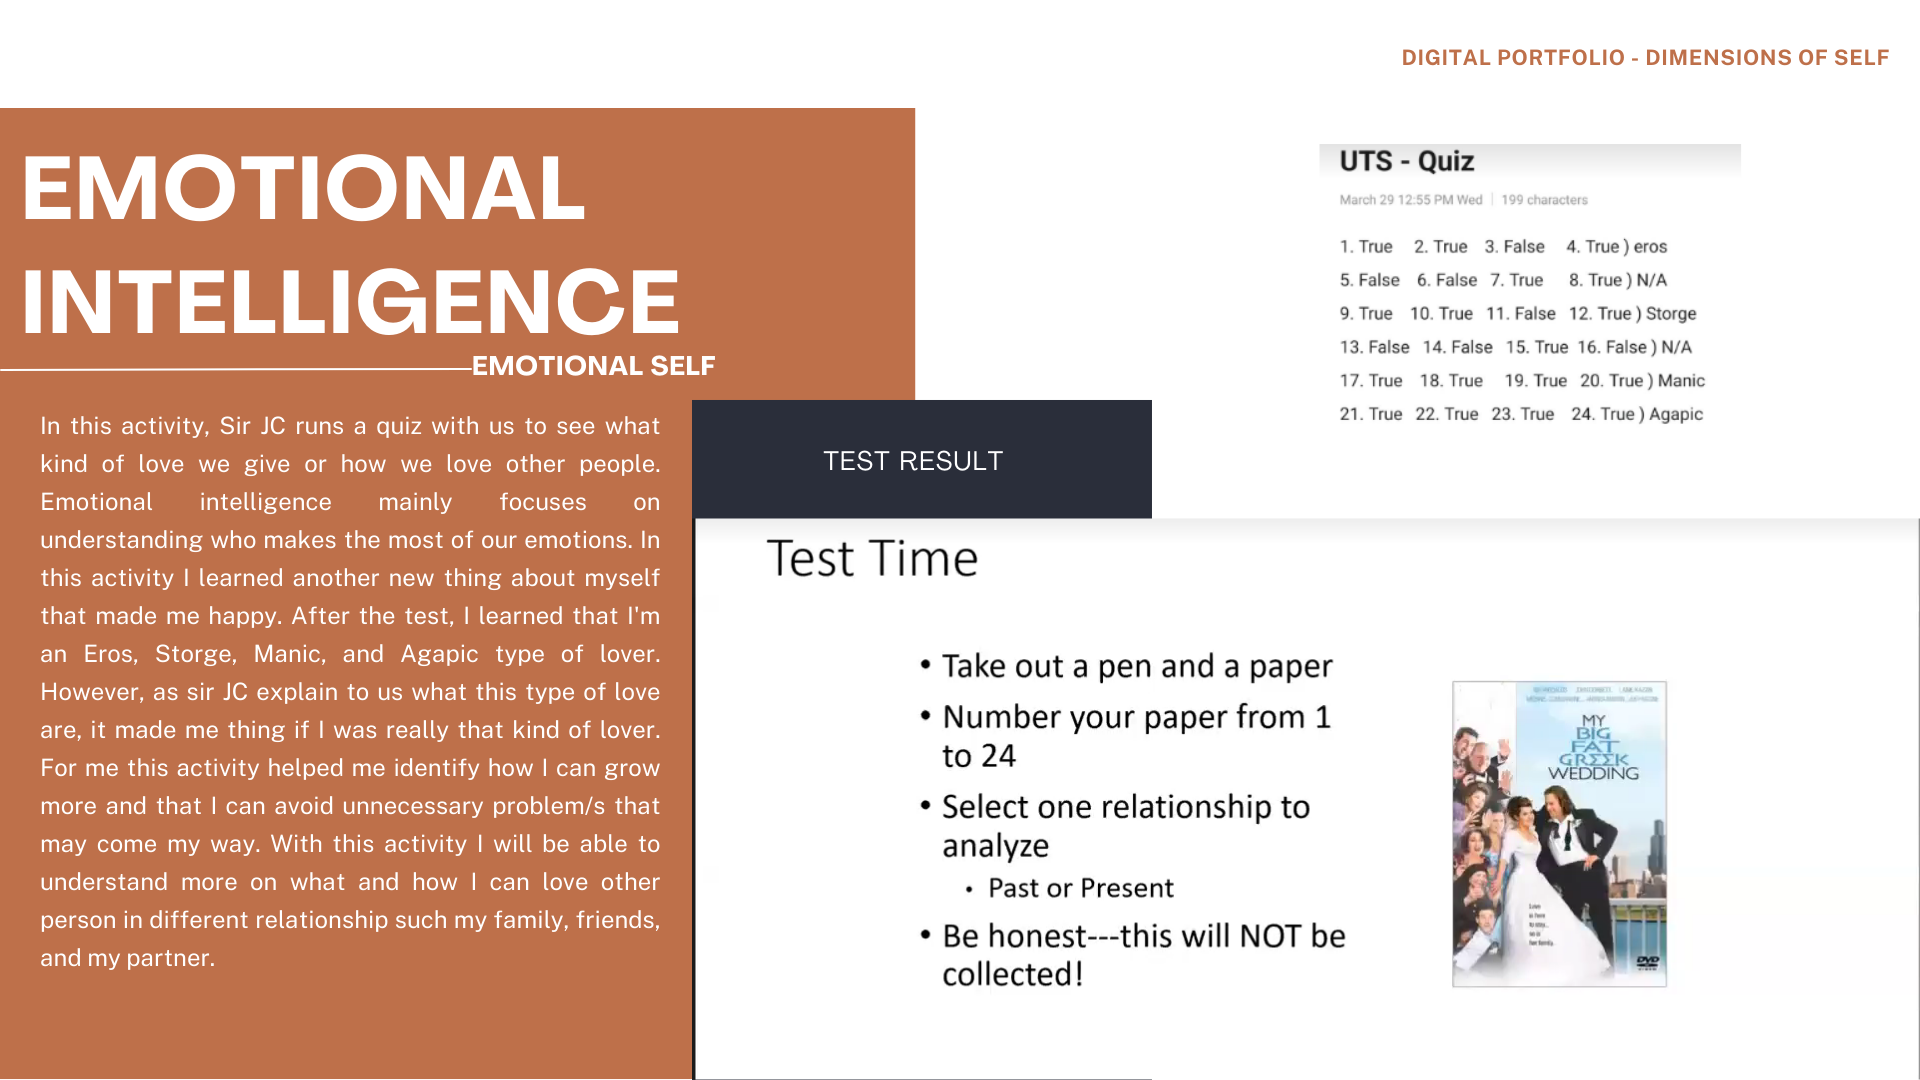 DIGITAL PORTFOLIO - DIMENSIONS OF SELF
EMOTIONAL
INTELLIGENCE
EMOTIONAL SELF
In this activity, Sir JC runs a quiz with us to see what
kind of love we give or how we love other people.
Emotional intelligence mainly focuses on
understanding who makes the most of our emotions. In
this activity I learned another new thing about myself
that made me happy. After the test, I learned that I'm
an Eros, Storge, Manic, and Agapic type of lover.
However, as sir JC explain to us what this type of love
are, it made me thing if I was really that kind of lover.
For me this activity helped me identify how I can grow
more and that I can avoid unnecessary problem/s that
may come my way. With this activity I will be able to
understand more on what and how I can love other
person in different relationship such my family, friends,
and my partner.
UTS - Quiz
March 29 12:55 PM Wed | 199 characters
1. True 2. True 3. False 4. True ) eros
5. False 6. False 7. True 8. True ) N/A
9. True 10. True 11. False 12. True ) Storge
13. False 14. False 15. True 16. False ) N/A
17. True 18. True 19. True 20. True ) Manic
21. True 22. True 23. True 24. True ) Agapic
TEST RESULT
Test Time
• Take out a pen and a paper
• Number your paper from 1
to 24
• Select one relationship to
analyze
• Past or Present
• Be honest---this will NOT be
collected!
MY
BIG
FAT
GRΣΣK
WEDDING
Love
is here
to stay...
so is
her family.
DVD